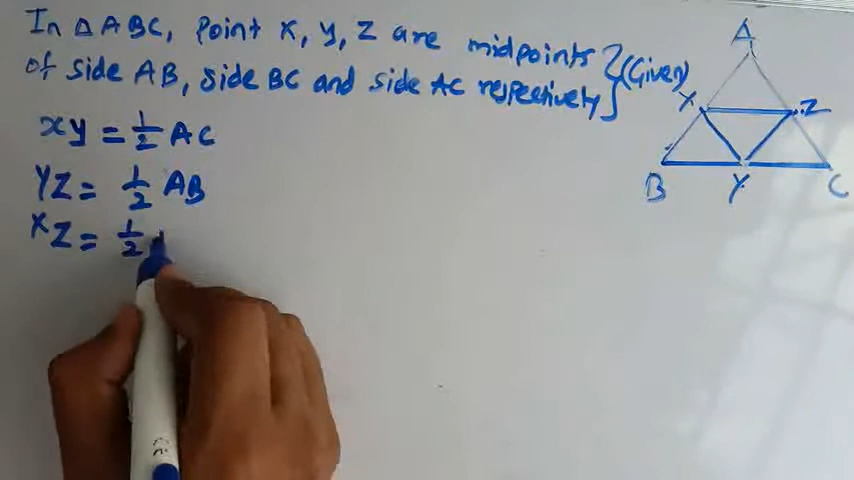 In △ABC, Point X, Y, Z are midpoints
of side AB, side BC and side AC respectively } (Given)
XY = 1/2 AC
YZ = 1/2 AB
XZ = 1/2
A
X
Z
B
Y
C